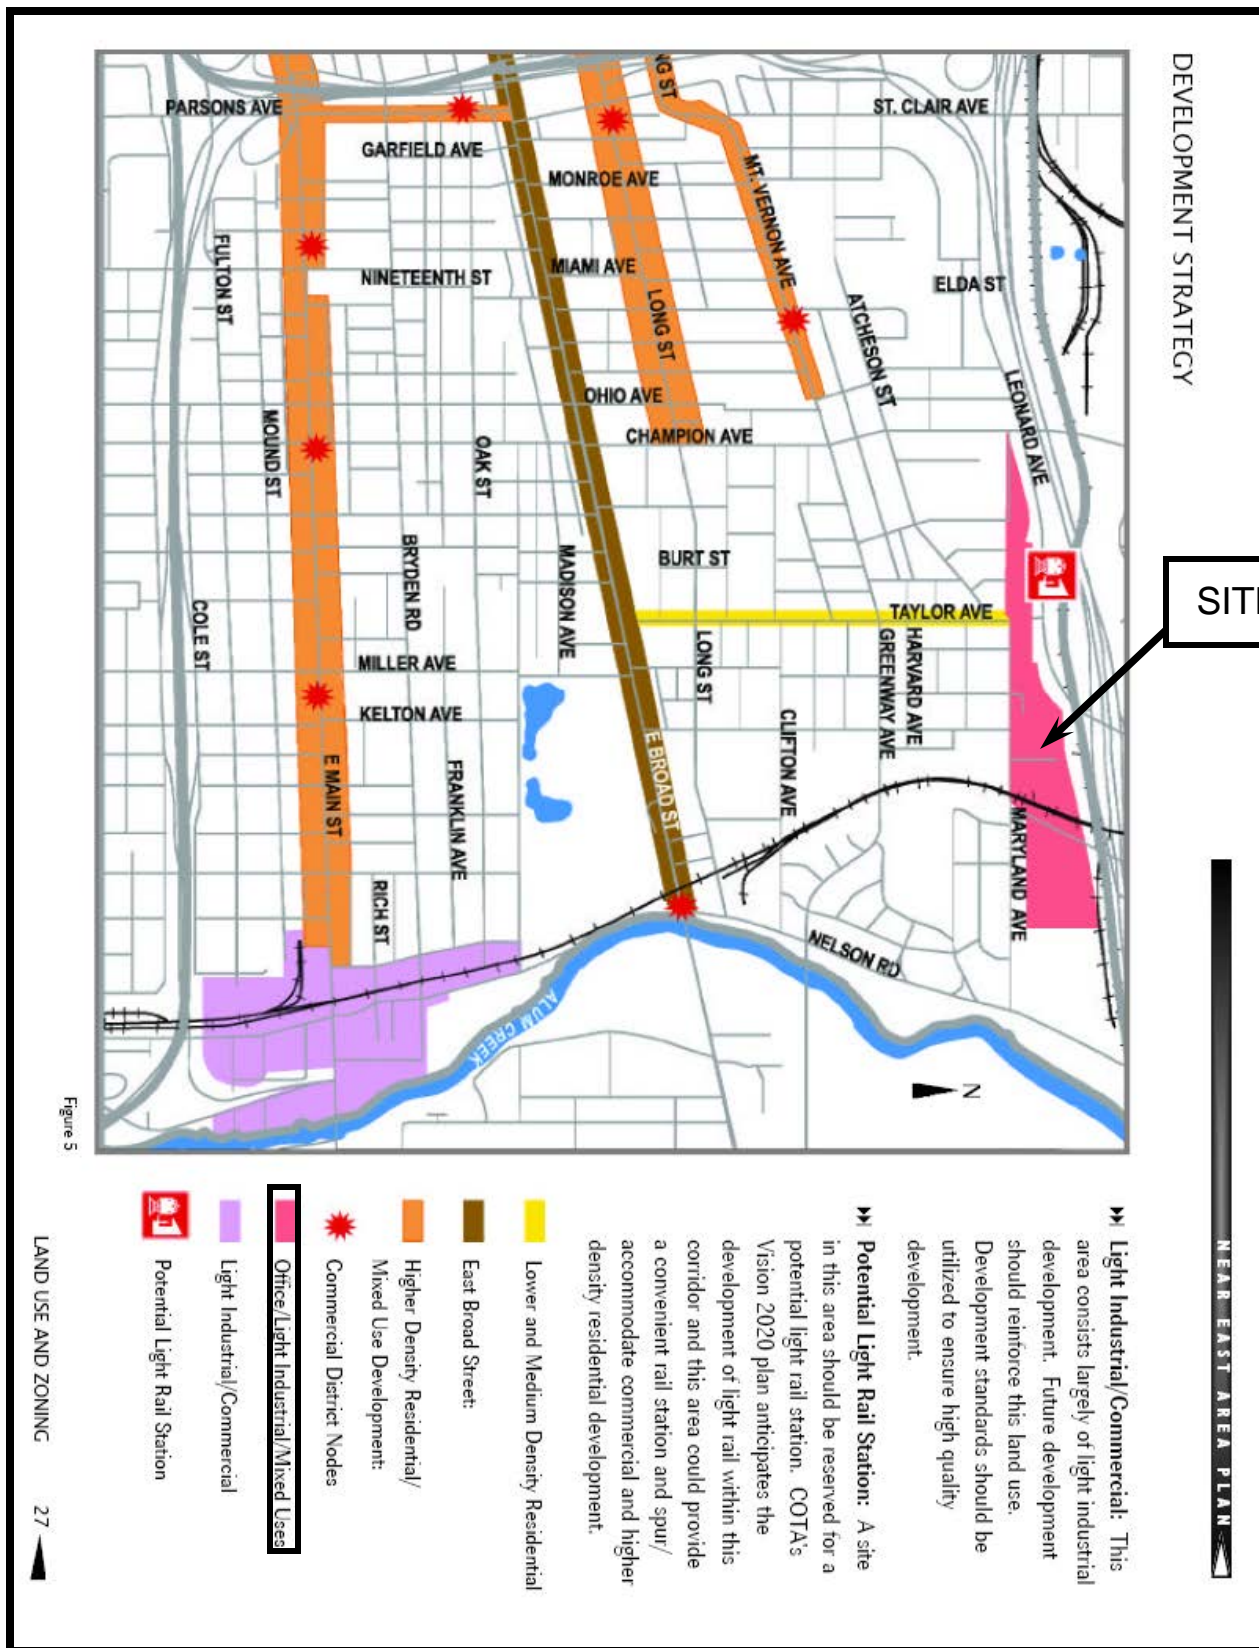 NEAR EAST AREA PLAN
DEVELOPMENT STRATEGY
PARSONS AVE
GARFIELD AVE
MONROE AVE
NG ST
ST. CLAIR AVE
MT. VERNON AVE
FULTON ST
NINETEENTH ST
MIAMI AVE
LONG ST
ATCHESON ST
ELDA ST
OHIO AVE
CHAMPION AVE
LEONARD AVE
MOUND ST
OAK ST
BRYDEN RD
MADISON AVE
BURT ST
TAYLOR AVE
COLE ST
MILLER AVE
KELTON AVE
LONG ST
GREENWAY AVE
HARVARD AVE
CLIFTON AVE
E MAIN ST
FRANKLIN AVE
E BROAD ST
MARYLAND AVE
RICH ST
NELSON RD
ALUM CREEK
N
Figure 5
Light Industrial/Commercial: This
area consists largely of light industrial
development. Future development
should reinforce this land use.
Development standards should be
utilized to ensure high quality
development.
Potential Light Rail Station: A site
in this area should be reserved for a
potential light rail station. COTA's
Vision 2020 plan anticipates the
development of light rail within this
corridor and this area could provide
a convenient rail station and spur/
accommodate commercial and higher
density residential development.
Lower and Medium Density Residential
East Broad Street:
Higher Density Residential/
Mixed Use Development:
Commercial District Nodes
Office/Light Industrial/Mixed Uses
Light Industrial/Commercial
Potential Light Rail Station
LAND USE AND ZONING 27